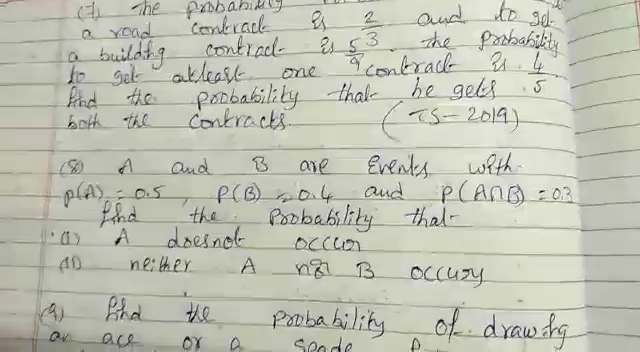 (7) The probability
a road contract is 2/3 and to get
a building contract is 5/9. The probability
to get atleast one contract is 4/5
find the probability that he gets
both the contracts. (TS-2019)
(8) A and B are Events with
P(A) = 0.5, P(B) = 0.4 and P(A∩B) = 0.3
find the Probability that
(i) A doesnot occur
(ii) neither A nor B occurs
(9) find the probability of drawing
an ace or a spade